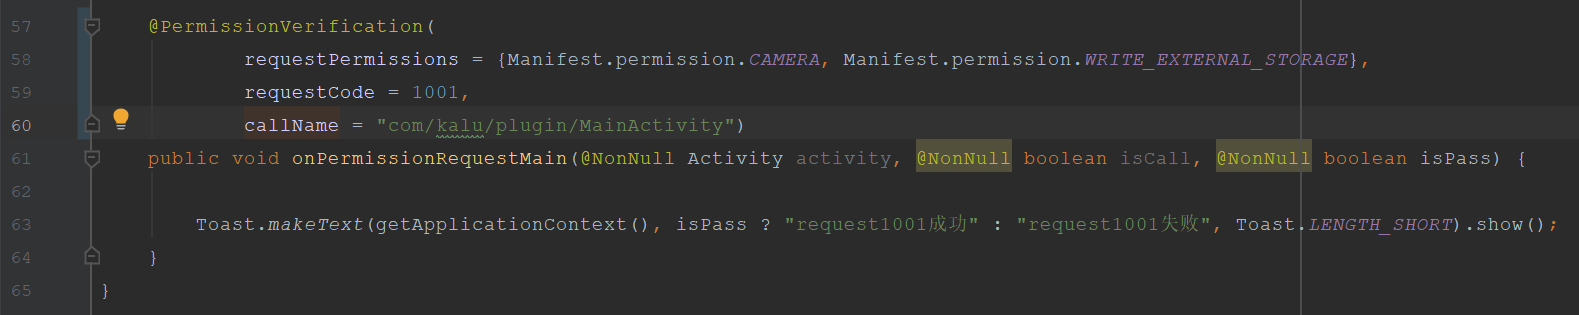 57 @PermissionVerification(
58 requestPermissions = {Manifest.permission.CAMERA, Manifest.permission.WRITE_EXTERNAL_STORAGE},
59 requestCode = 1001,
60 callName = "com/kalu/plugin/MainActivity")
61 public void onPermissionRequestMain(@NonNull Activity activity, @NonNull boolean isCall, @NonNull boolean isPass) {
62
63 Toast.makeText(getApplicationContext(), isPass ? "request1001成功" : "request1001失败", Toast.LENGTH_SHORT).show();
64 }
65 }